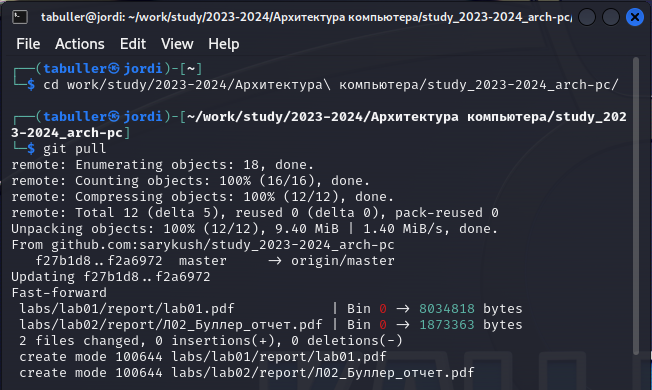 tabuller@jordi: ~/work/study/2023-2024/Архитектура компьютера/study_2023-2024_arch-pc/
File Actions Edit View Help
┌──(tabuller㉿jordi)-[~]
└─$ cd work/study/2023-2024/Архитектура\ компьютера/study_2023-2024_arch-pc/
┌──(tabuller㉿jordi)-[~/work/study/2023-2024/Архитектура компьютера/study_202
3-2024_arch-pc]
└─$ git pull
remote: Enumerating objects: 18, done.
remote: Counting objects: 100% (16/16), done.
remote: Compressing objects: 100% (12/12), done.
remote: Total 12 (delta 5), reused 0 (delta 0), pack-reused 0
Unpacking objects: 100% (12/12), 9.40 MiB | 1.40 MiB/s, done.
From github.com:sarykush/study_2023-2024_arch-pc
   f27b1d8..f2a6972  master     -> origin/master
Updating f27b1d8..f2a6972
Fast-forward
 labs/lab01/report/lab01.pdf            | Bin 0 -> 8034818 bytes
 labs/lab02/report/Л02_Буллер_отчет.pdf | Bin 0 -> 1873363 bytes
 2 files changed, 0 insertions(+), 0 deletions(-)
 create mode 100644 labs/lab01/report/lab01.pdf
 create mode 100644 labs/lab02/report/Л02_Буллер_отчет.pdf